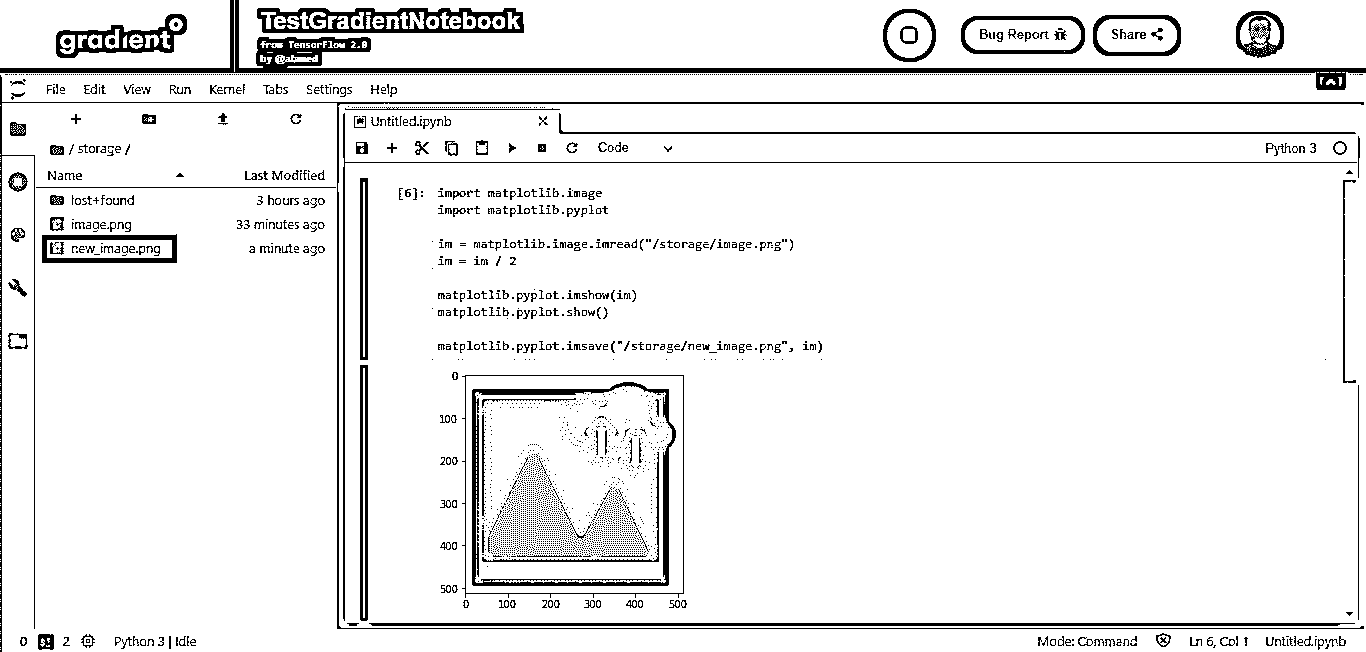 gradient
TestGradientNotebook
from TensorFlow 2.0
Bug Report
Share
File Edit View Run Kernel Tabs Settings Help
/ storage /
Name Last Modified
lost+found 3 hours ago
image.png 33 minutes ago
new_image.png a minute ago
Untitled.ipynb
Code
Python 3
[6]: import matplotlib.image
import matplotlib.pyplot
im = matplotlib.image.imread("/storage/image.png")
im = im / 2
matplotlib.pyplot.imshow(im)
matplotlib.pyplot.show()
matplotlib.pyplot.imsave("/storage/new_image.png", im)
0
100
200
300
400
500
0 100 200 300 400 500
0 2 Python 3 | Idle Mode: Command Ln 6, Col 1 Untitled.ipynb